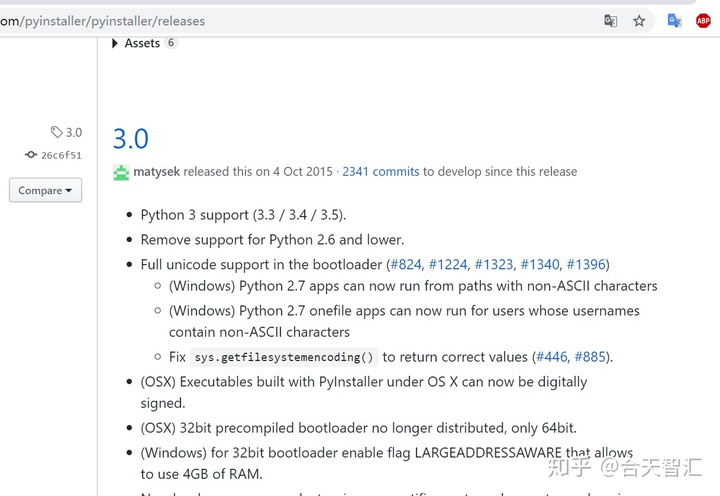 om/pyinstaller/pyinstaller/releases
ABP
Assets 6
3.0
26c6f51
Compare
3.0
matysek released this on 4 Oct 2015 · 2341 commits to develop since this release
Python 3 support (3.3 / 3.4 / 3.5).
Remove support for Python 2.6 and lower.
Full unicode support in the bootloader (#824, #1224, #1323, #1340, #1396)
(Windows) Python 2.7 apps can now run from paths with non-ASCII characters
(Windows) Python 2.7 onefile apps can now run for users whose usernames
contain non-ASCII characters
Fix sys.getfilesystemencoding() to return correct values (#446, #885).
(OSX) Executables built with PyInstaller under OS X can now be digitally
signed.
(OSX) 32bit precompiled bootloader no longer distributed, only 64bit.
(Windows) for 32bit bootloader enable flag LARGEADDRESSAWARE that allows
to use 4GB of RAM.
知乎 @合天智汇